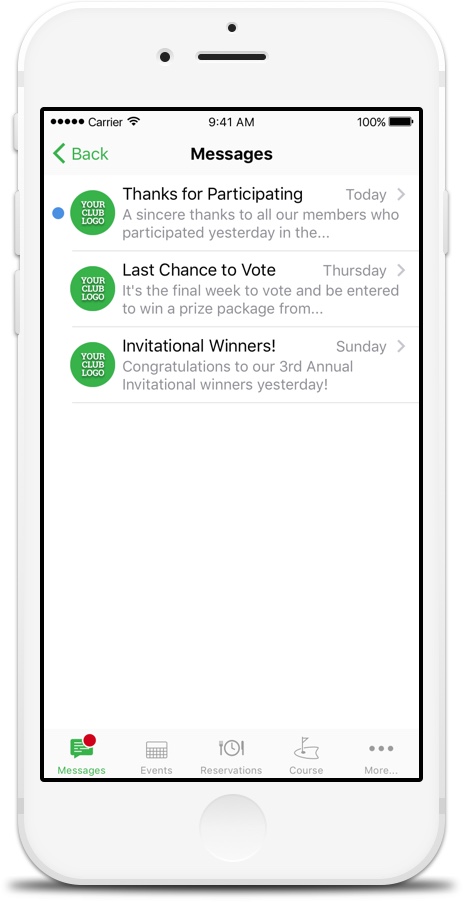 Carrier 9:41 AM 100%
Back Messages
Thanks for Participating Today
YOUR
CLUB
LOGO
A sincere thanks to all our members who
participated yesterday in the...
Last Chance to Vote Thursday
YOUR
CLUB
LOGO
It's the final week to vote and be entered
to win a prize package from...
Invitational Winners! Sunday
YOUR
CLUB
LOGO
Congratulations to our 3rd Annual
Invitational winners yesterday!
Messages Events Reservations Course More...